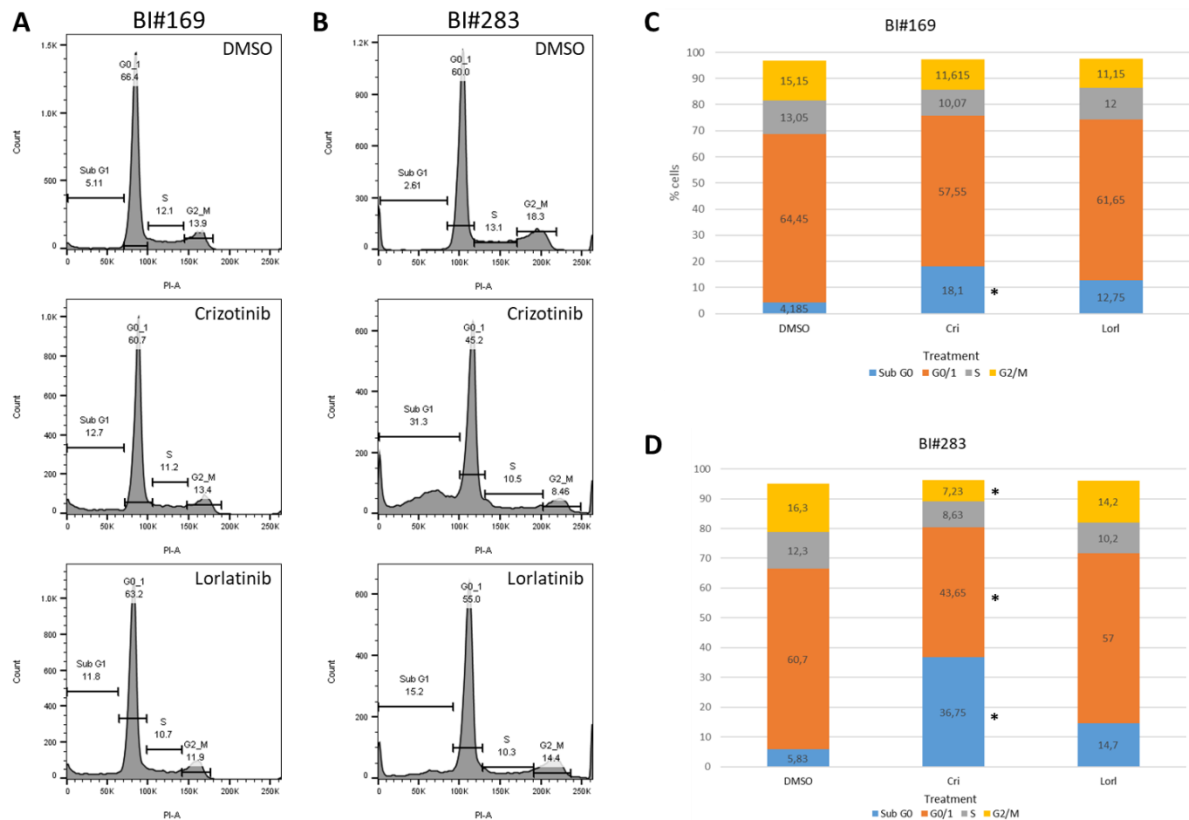 A BI#169
DMSO
1.5K
1.0K
500
0
Count
G0_1
66.4
Sub G1
5.11
S
12.1
G2_M
13.9
0 50K 100K 150K 200K 250K
PI-A
Crizotinib
1.0K
800
600
400
200
0
Count
G0_1
60.7
Sub G1
12.7
S
11.2
G2_M
13.4
0 50K 100K 150K 200K 250K
PI-A
Lorlatinib
1.0K
800
600
400
200
0
Count
G0_1
63.2
Sub G1
11.8
S
10.7
G2_M
11.9
0 50K 100K 150K 200K 250K
PI-A
B BI#283
DMSO
1.2K
900
600
300
0
Count
G0_1
60.0
Sub G1
2.61
S
13.1
G2_M
18.3
0 50K 100K 150K 200K 250K
PI-A
Crizotinib
600
400
200
0
Count
G0_1
45.2
Sub G1
31.3
S
10.5
G2_M
8.46
0 50K 100K 150K 200K 250K
PI-A
Lorlatinib
600
400
200
0
Count
G0_1
55.0
Sub G1
15.2
S
10.3
G2_M
14.4
0 50K 100K 150K 200K 250K
PI-A
C BI#169
100
90
80
70
60
50
40
30
20
10
0
% cells
15,15 11,615 11,15
13,05 10,07 12
64,45 57,55 61,65
4,185 18,1 * 12,75
DMSO Cri Lorl
Treatment
Sub G0 G0/1 S G2/M
D BI#283
100
90
80
70
60
50
40
30
20
10
0
16,3 7,23 * 14,2
12,3 8,63 10,2
60,7 43,65 * 57
5,83 36,75 * 14,7
DMSO Cri Lorl
Treatment
Sub G0 G0/1 S G2/M